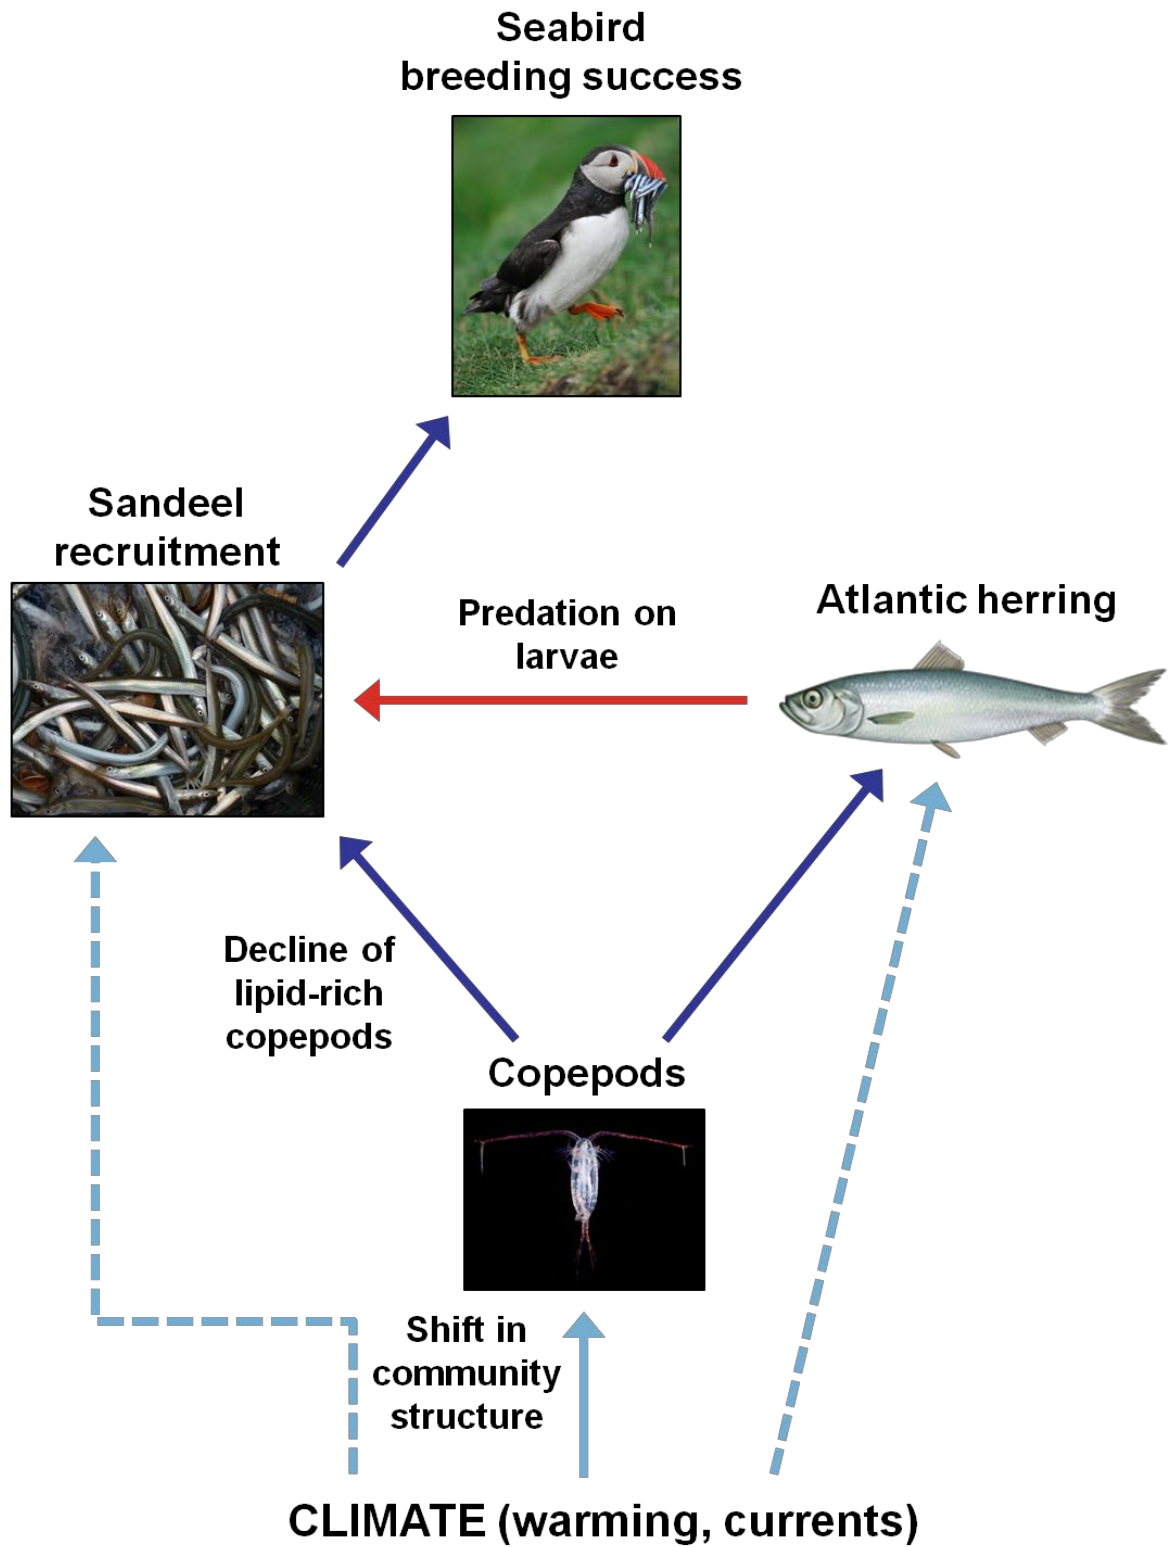 Seabird
breeding success
Sandeel
recruitment
Predation on
larvae
Atlantic herring
Decline of
lipid-rich
copepods
Copepods
Shift in
community
structure
CLIMATE (warming, currents)